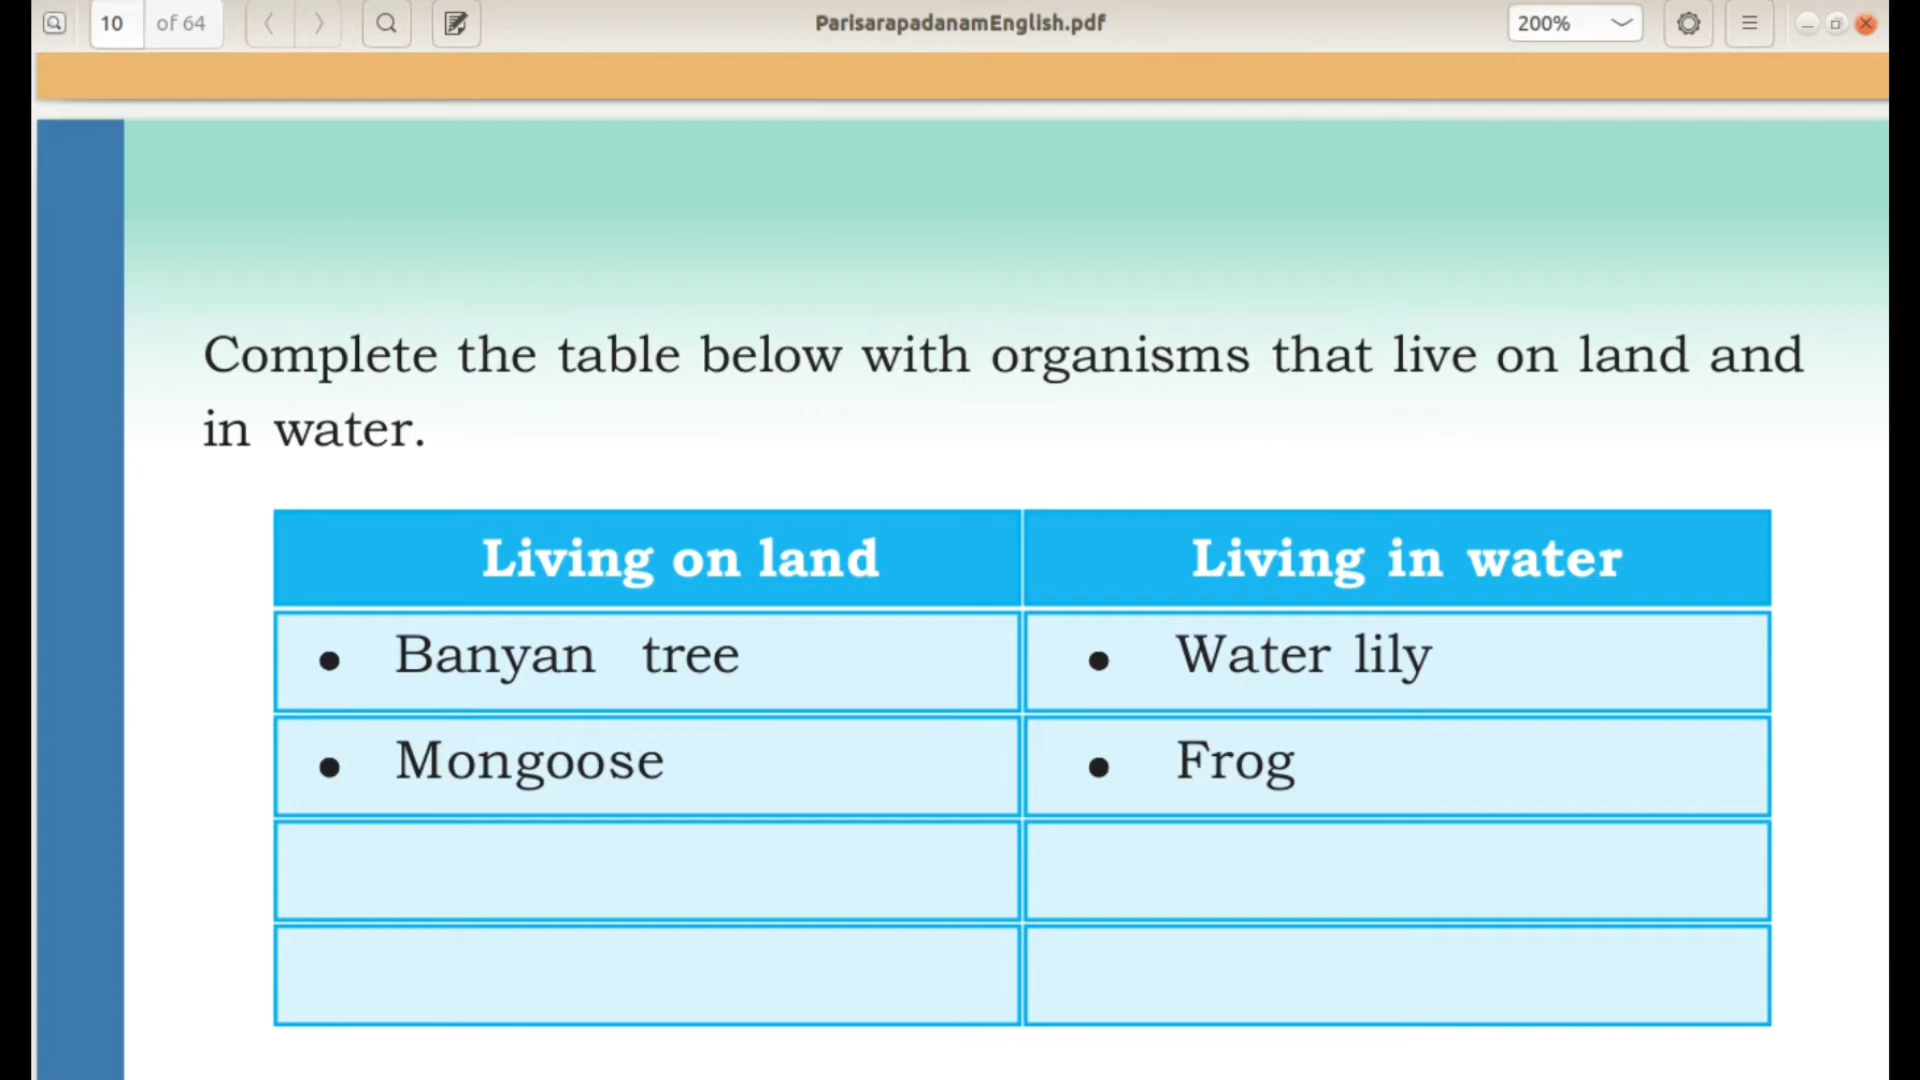 10 of 64 ParisarapadanamEnglish.pdf 200%
Complete the table below with organisms that live on land and
in water.
Living on land Living in water
• Banyan tree • Water lily
• Mongoose • Frog